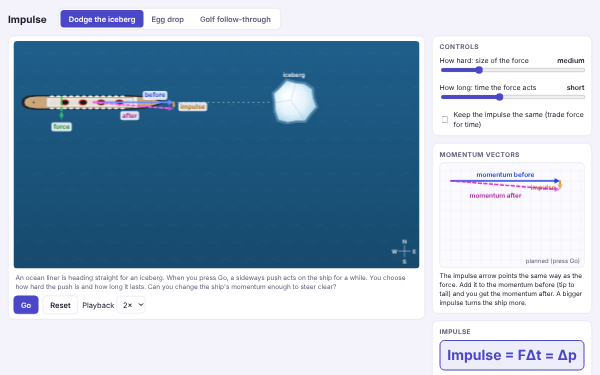 Impulse
Dodge the iceberg
Egg drop
Golf follow-through
iceberg
before
impulse
after
force
N
W E
S
An ocean liner is heading straight for an iceberg. When you press Go, a sideways push acts on the ship for a while. You choose
how hard the push is and how long it lasts. Can you change the ship's momentum enough to steer clear?
Go
Reset
Playback
2×
CONTROLS
How hard: size of the force medium
How long: time the force acts short
Keep the impulse the same (trade force
for time)
MOMENTUM VECTORS
momentum before
impulse
momentum after
planned (press Go)
The impulse arrow points the same way as the
force. Add it to the momentum before (tip to
tail) and you get the momentum after. A bigger
impulse turns the ship more.
IMPULSE
Impulse = FΔt = Δp